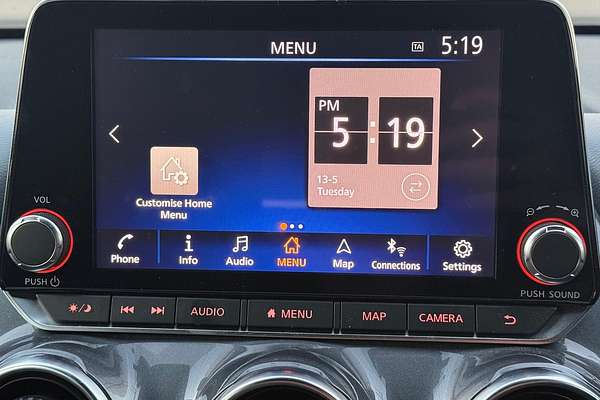 MENU
TA
5:19
PM
5:19
13-5
Tuesday
Customise Home
Menu
Phone
Info
Audio
MENU
Map
Connections
Settings
VOL
PUSH
PUSH SOUND
AUDIO
MENU
MAP
CAMERA